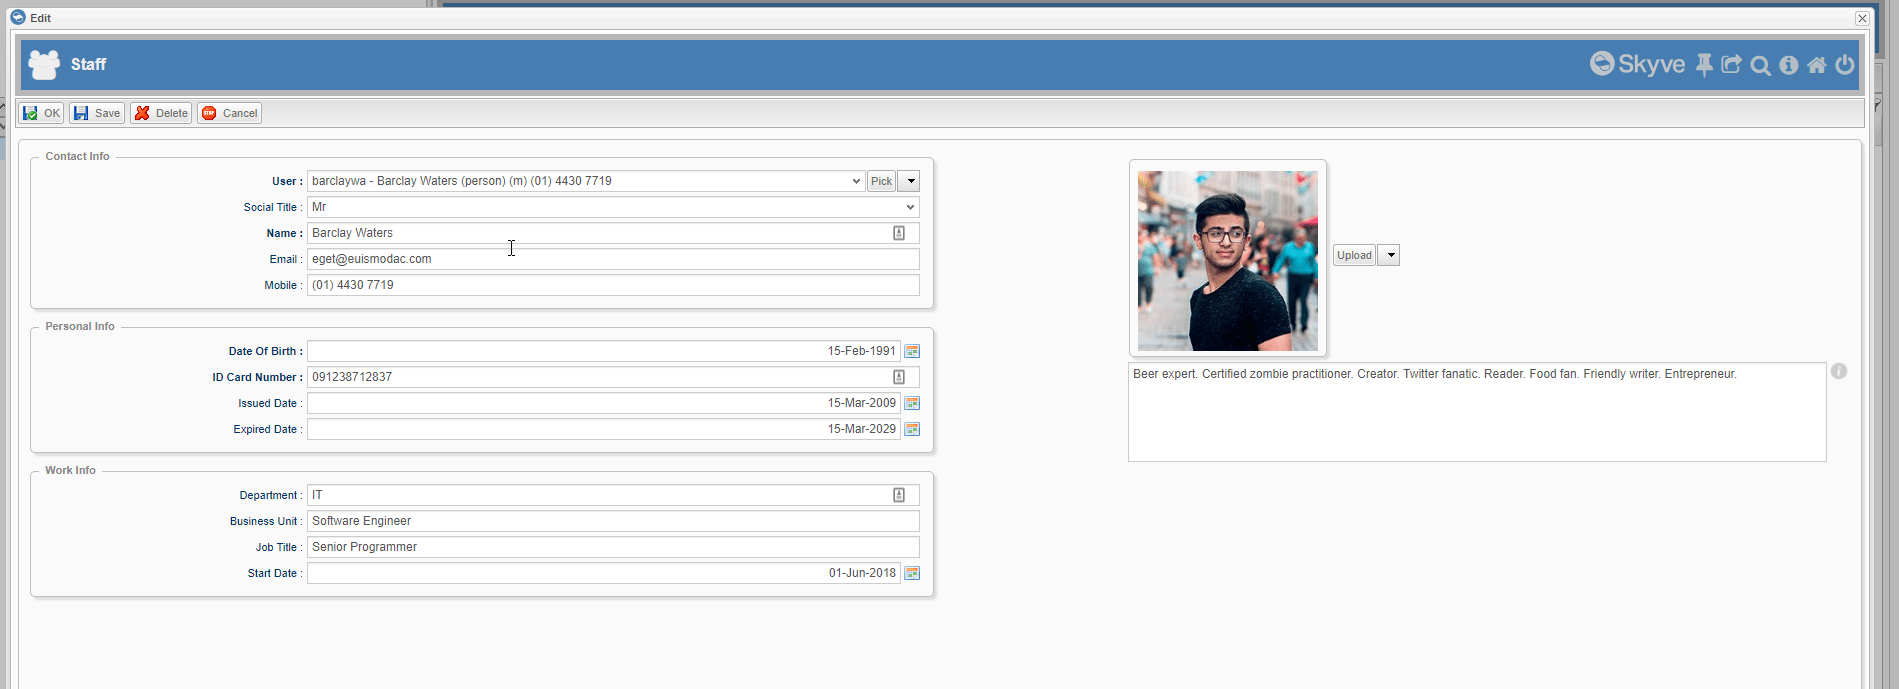 Edit
Staff
Skyve
OK Save Delete STOP Cancel
Contact Info
User : barclaywa - Barclay Waters (person) (m) (01) 4430 7719 Pick
Social Title : Mr
Name : Barclay Waters
Email : eget@euismodac.com
Mobile : (01) 4430 7719
Personal Info
Date Of Birth : 15-Feb-1991
ID Card Number : 091238712837
Issued Date : 15-Mar-2009
Expired Date : 15-Mar-2029
Work Info
Department : IT
Business Unit : Software Engineer
Job Title : Senior Programmer
Start Date : 01-Jun-2018
Upload
Beer expert. Certified zombie practitioner. Creator. Twitter fanatic. Reader. Food fan. Friendly writer. Entrepreneur.